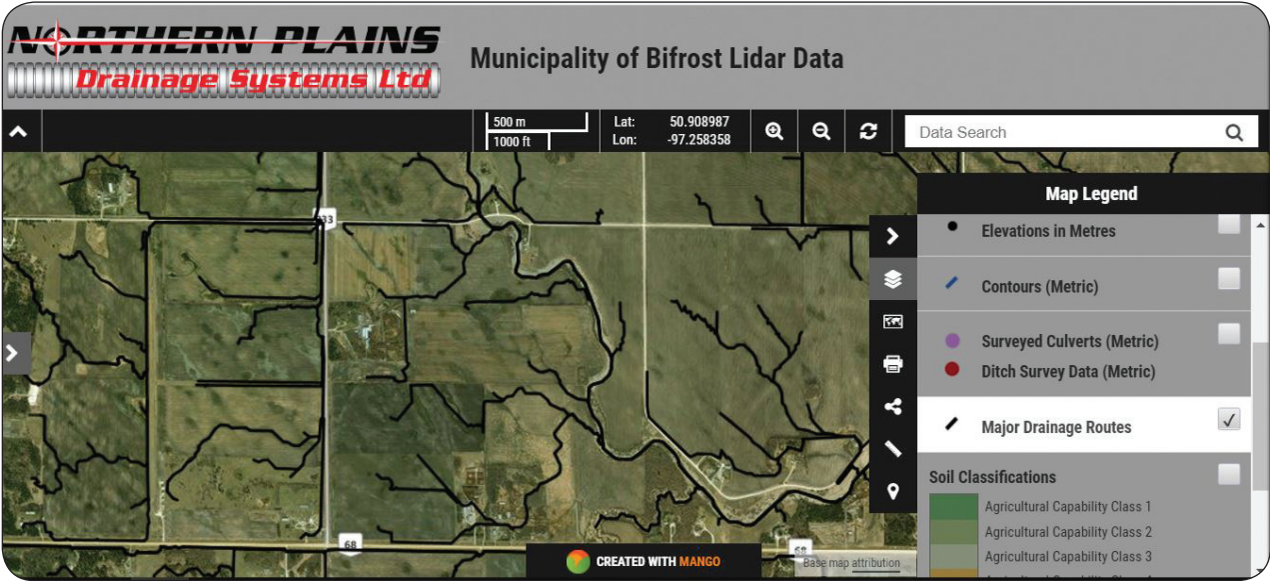 NORTHERN PLAINS
Drainage Systems Ltd
Municipality of Bifrost Lidar Data
500 m
1000 ft
Lat: 50.908987
Lon: -97.258358
Data Search
Map Legend
Elevations in Metres
Contours (Metric)
Surveyed Culverts (Metric)
Ditch Survey Data (Metric)
Major Drainage Routes
Soil Classifications
Agricultural Capability Class 1
Agricultural Capability Class 2
Agricultural Capability Class 3
68
68
CREATED WITH MANGO
Base map attribution